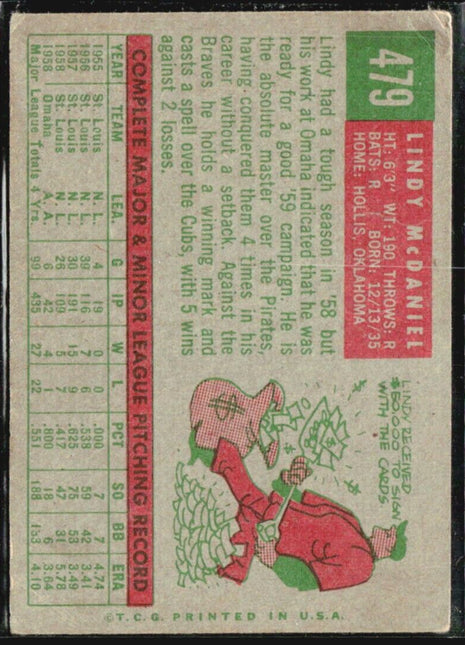 479
LINDY McDANIEL
HT: 6'3" WT: 190 THROWS: R
BATS: R BORN: 12/13/35
HOME: HOLLIS, OKLAHOMA
Lindy had a tough season in '58 but
his work at Omaha indicated that he was
ready for a good '59 campaign. He is
the absolute master over the Pirates,
having conquered them 4 times in his
career without a setback. Against the
Braves he holds a winning mark and
casts a spell over the Cubs, with 5 wins
against 2 losses.
LINDY RECEIVED
$50,000 TO SIGN
WITH THE CARDS
$
COMPLETE MAJOR & MINOR LEAGUE PITCHING RECORD
YEAR TEAM LEA. G IP W L PCT SO BB ERA
1955 St. Louis N. L. 4 19 0 0 .000 7 7 4.74
1956 St. Louis N. L. 39 116 7 6 .538 59 42 3.41
1957 St. Louis N. L. 30 191 15 9 .625 75 53 3.49
1958 St. Louis N. L. 26 109 5 7 .417 47 31 5.78
1958 Omaha A. A. 6 42 4 1 .800 18 6 3.64
Major League Totals 4 Yrs. 99 435 27 22 .551 188 133 4.10
© T.C.G. PRINTED IN U.S.A.